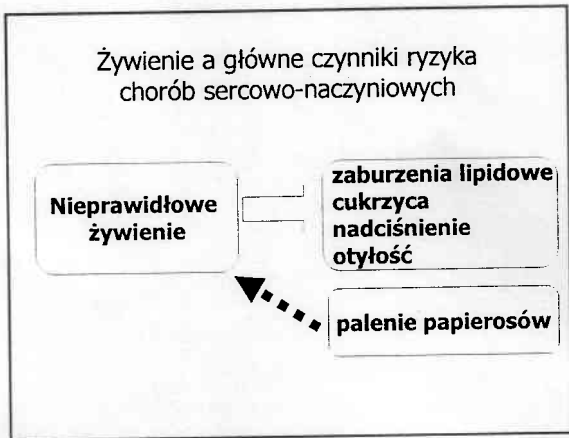 Żywienie a główne czynniki ryzyka
chorób sercowo-naczyniowych
Nieprawidłowe
żywienie
zaburzenia lipidowe
cukrzyca
nadciśnienie
otyłość
palenie papierosów